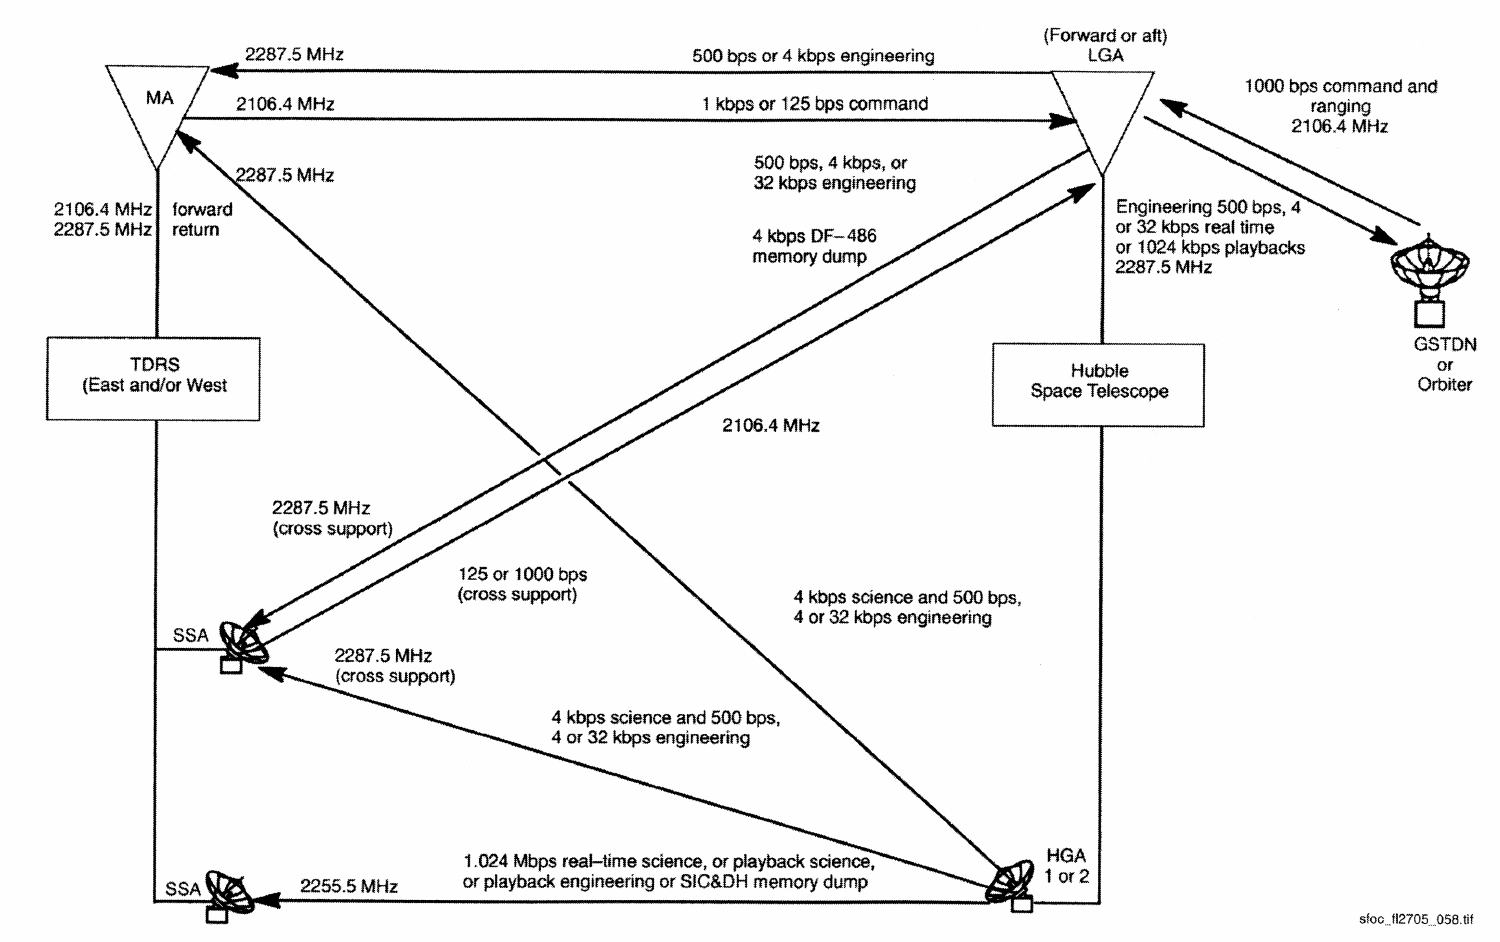 (Forward or aft)
LGA
2287.5 MHz
500 bps or 4 kbps engineering
MA
2106.4 MHz
1 kbps or 125 bps command
1000 bps command and
ranging
2106.4 MHz
2287.5 MHz
500 bps, 4 kbps, or
32 kbps engineering
2106.4 MHz forward
2287.5 MHz return
4 kbps DF-486
memory dump
Engineering 500 bps, 4
or 32 kbps real time
or 1024 kbps playbacks
2287.5 MHz
GSTDN
or
Orbiter
TDRS
(East and/or West
Hubble
Space Telescope
2106.4 MHz
2287.5 MHz
(cross support)
125 or 1000 bps
(cross support)
4 kbps science and 500 bps,
4 or 32 kbps engineering
SSA
2287.5 MHz
(cross support)
4 kbps science and 500 bps,
4 or 32 kbps engineering
HGA
1 or 2
1.024 Mbps real-time science, or playback science,
or playback engineering or SIC&DH memory dump
SSA
2255.5 MHz
sfoc_fl2705_058.tif